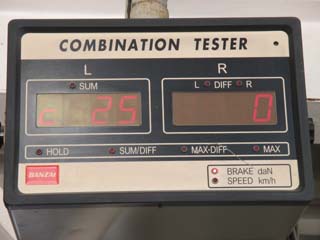 COMBINATION TESTER
L R
SUM L DIFF R
c 25 0
HOLD SUM/DIFF MAX-DIFF MAX
BANZAI BRAKE daN
SPEED km/h